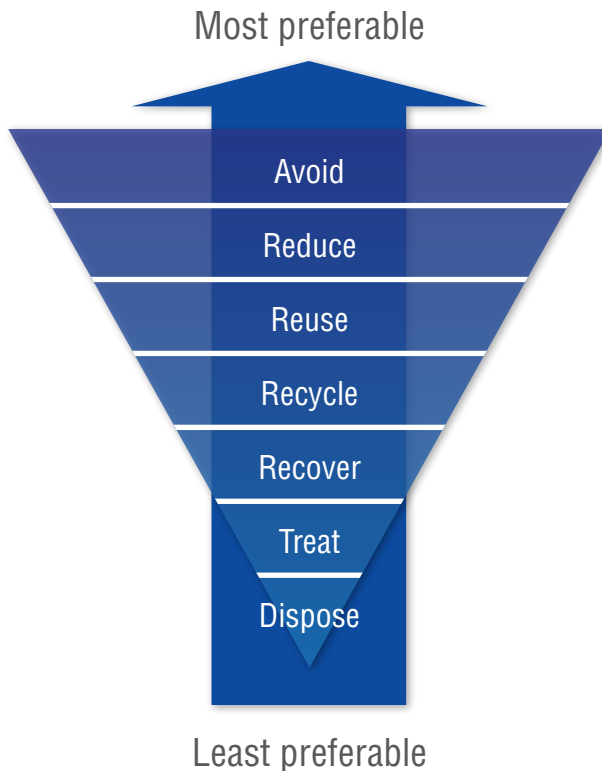 Most preferable
Avoid
Reduce
Reuse
Recycle
Recover
Treat
Dispose
Least preferable